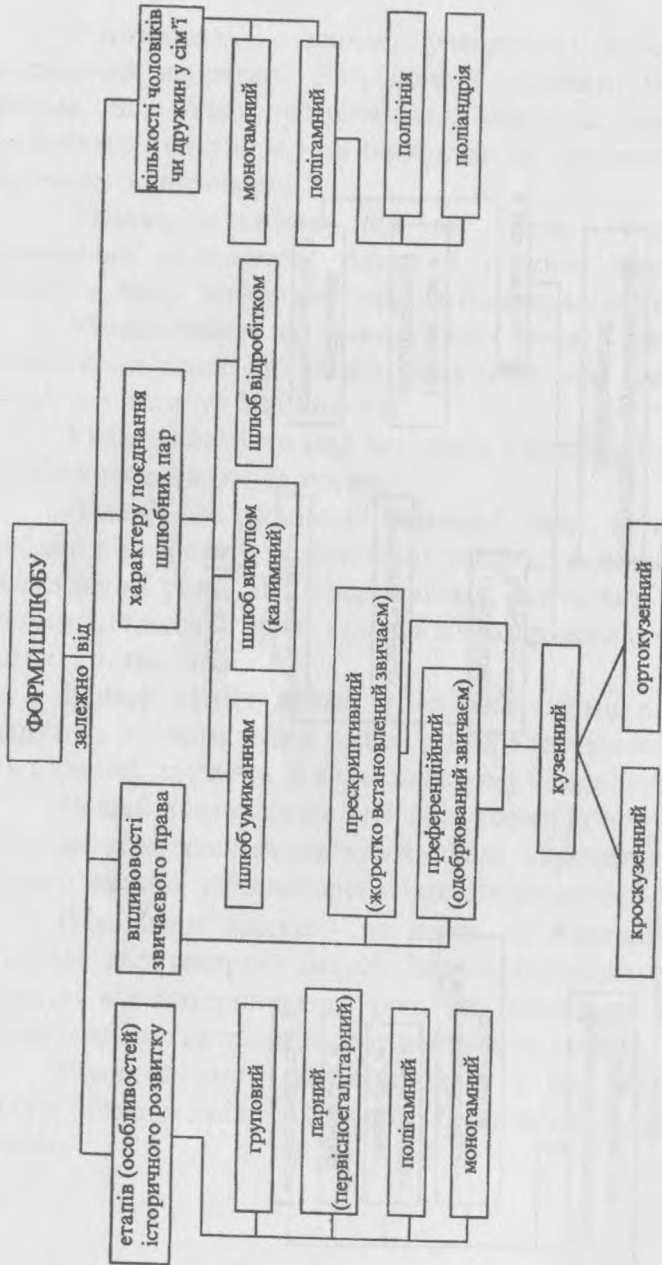 ФОРМИ ШЛЮБУ
залежно від
етапів (особливостей)
історичного розвитку
груповий
парний
(первісноегалітарний)
полігамний
моногамний
впливовості
звичаєвого права
прескриптивний
(жорстко встановлений звичаєм)
преференційний
(одобркований звичаєм)
кузений
кроскузенний
ортокузенний
характеру поєднання
шлюбних пар
шлюб умиканням
шлюб викупом
(калимний)
шлюб відробітком
кількості чоловіків
чи дружин у сім'ї
моногамний
полігамний
полігінія
поліандрія